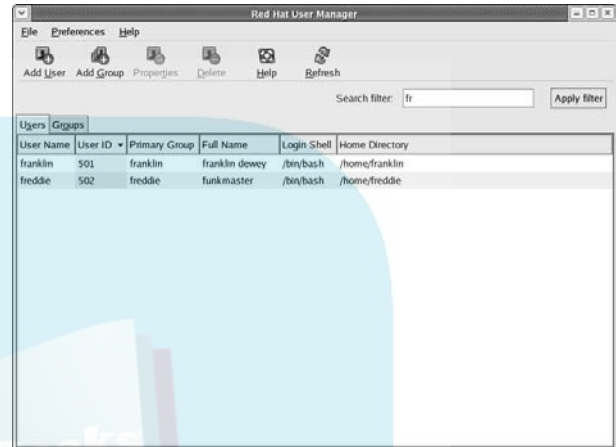 Red Hat User Manager
File Preferences Help
Add User Add Group Properties Delete Help Refresh
Search filter: fr Apply filter
Users Groups
User Name User ID Primary Group Full Name Login Shell Home Directory
franklin 501 franklin franklin dewey /bin/bash /home/franklin
freddie 502 freddie funkmaster /bin/bash /home/freddie